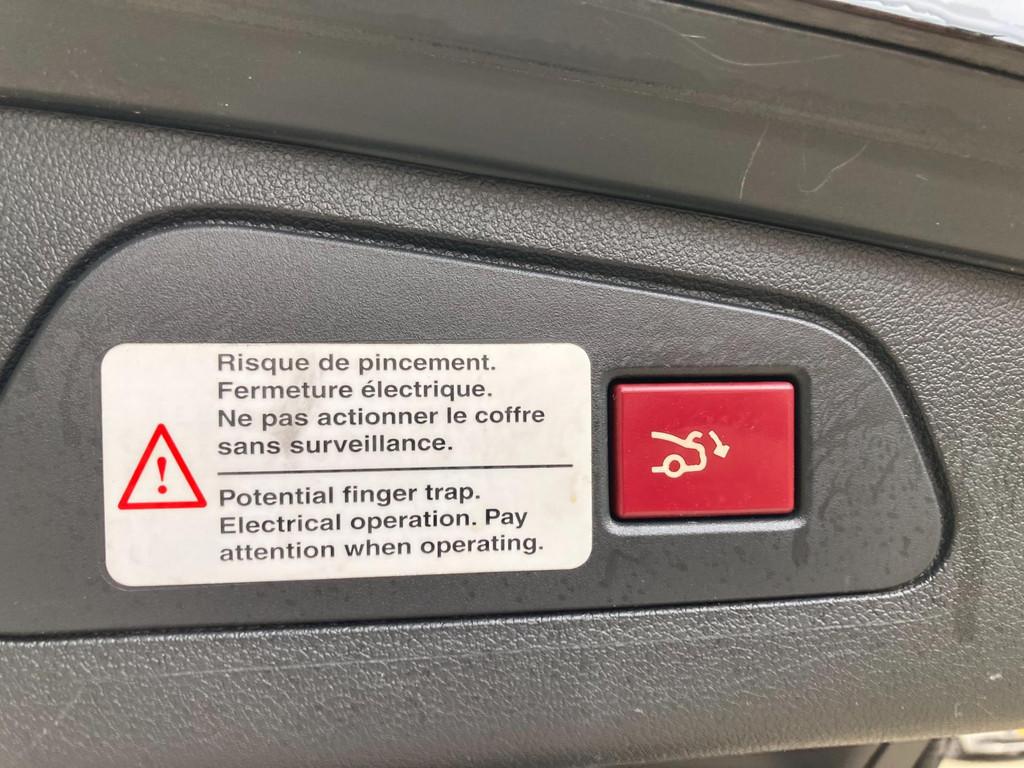 Risque de pincement.
Fermeture électrique.
Ne pas actionner le coffre
sans surveillance.
Potential finger trap.
Electrical operation. Pay
attention when operating.